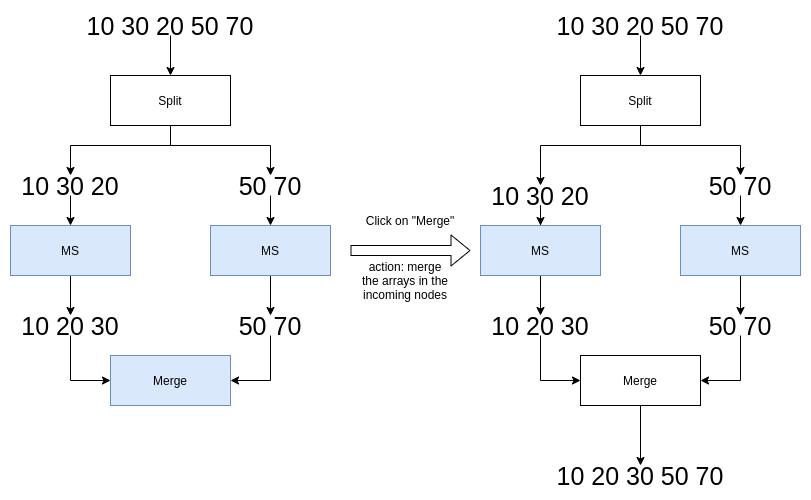 10 30 20 50 70
Split
10 30 20
50 70
MS
MS
10 20 30
50 70
Merge
Click on "Merge"
action: merge
the arrays in the
incoming nodes
10 30 20 50 70
Split
10 30 20
50 70
MS
MS
10 20 30
50 70
Merge
10 20 30 50 70